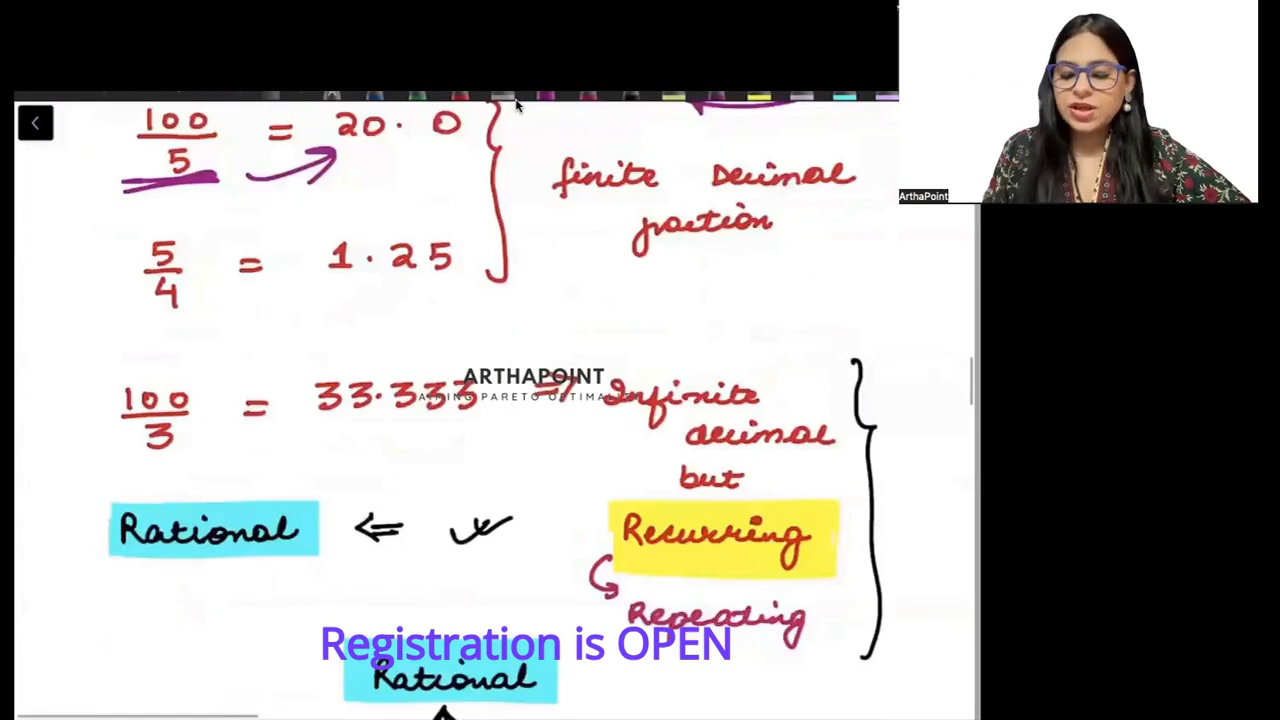 100/5 = 20.0
finite Decimal
fraction
5/4 = 1.25
ArthaPoint
ARTHAPOINT
100/3 = 33.333 ⇒ Infinite
decimal
but
Rational ⇐ Recurring
Repeating
Registration is OPEN
Rational